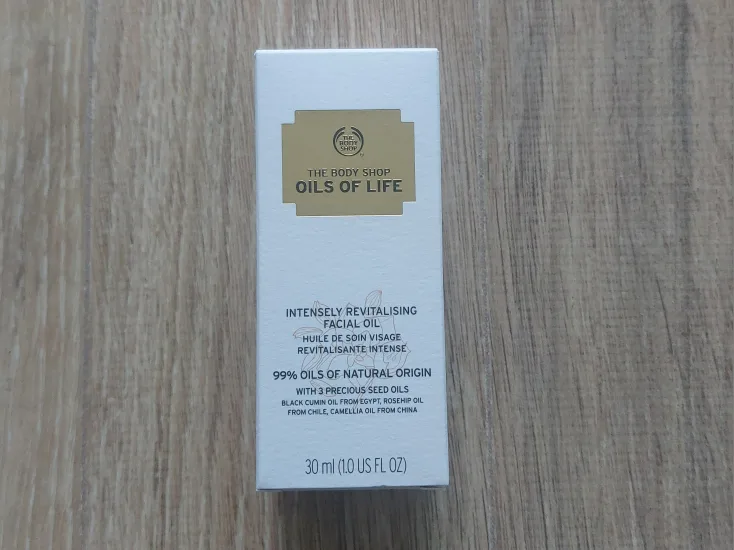 THE
BODY
SHOP
THE BODY SHOP
OILS OF LIFE
INTENSELY REVITALISING
FACIAL OIL
HUILE DE SOIN VISAGE
REVITALISANTE INTENSE
99% OILS OF NATURAL ORIGIN
WITH 3 PRECIOUS SEED OILS
BLACK CUMIN OIL FROM EGYPT, ROSEHIP OIL
FROM CHILE, CAMELLIA OIL FROM CHINA
30 ml (1.0 US FL OZ)